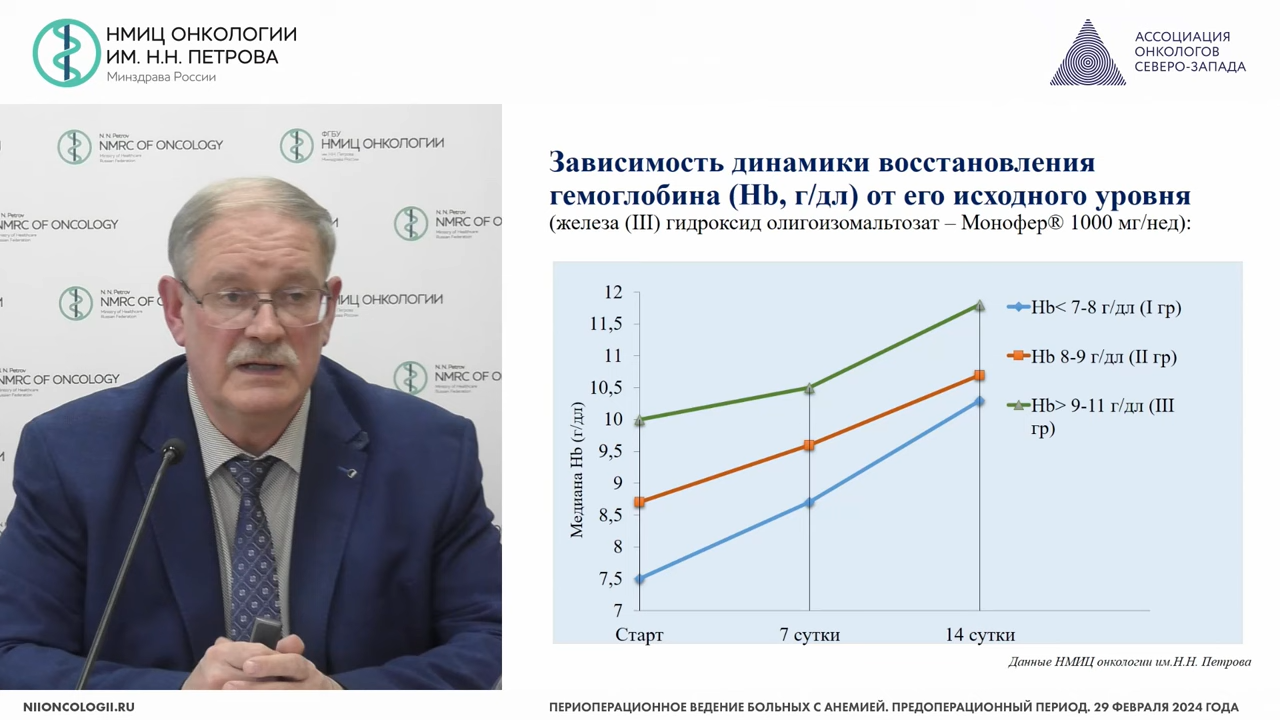 НМИЦ ОНКОЛОГИИ
ИМ. Н.Н. ПЕТРОВА
Минздрава России
АССОЦИАЦИЯ
ОНКОЛОГОВ
СЕВЕРО-ЗАПАДА
N.N. Petrov
NMRC OF ONCOLOGY
ФГБУ
НМИЦ ОНКОЛОГИИ
NMRC OF ONCOLOGY
NMRC OF O
N.N. Petrov
NMRC OF
НМИЦ ОНКОЛОГИИ
NMRC OF ONCOLOGY
NMRC OF O
Зависимость динамики восстановления
гемоглобина (Hb, г/дл) от его исходного уровня
(железа (III) гидроксид олигоизомальтозат – Монофер® 1000 мг/нед):
Медиана Hb (г/дл)
12
11,5
11
10,5
10
9,5
9
8,5
8
7,5
7
Старт
7 сутки
14 сутки
Hb< 7-8 г/дл (I гр)
Hb 8-9 г/дл (II гр)
Hb> 9-11 г/дл (III
гр)
Данные НМИЦ онкологии им.Н.Н. Петрова
NIIONCOLOGII.RU
ПЕРИОПЕРАЦИОННОЕ ВЕДЕНИЕ БОЛЬНЫХ С АНЕМИЕЙ. ПРЕДОПЕРАЦИОННЫЙ ПЕРИОД. 29 ФЕВРАЛЯ 2024 ГОДА